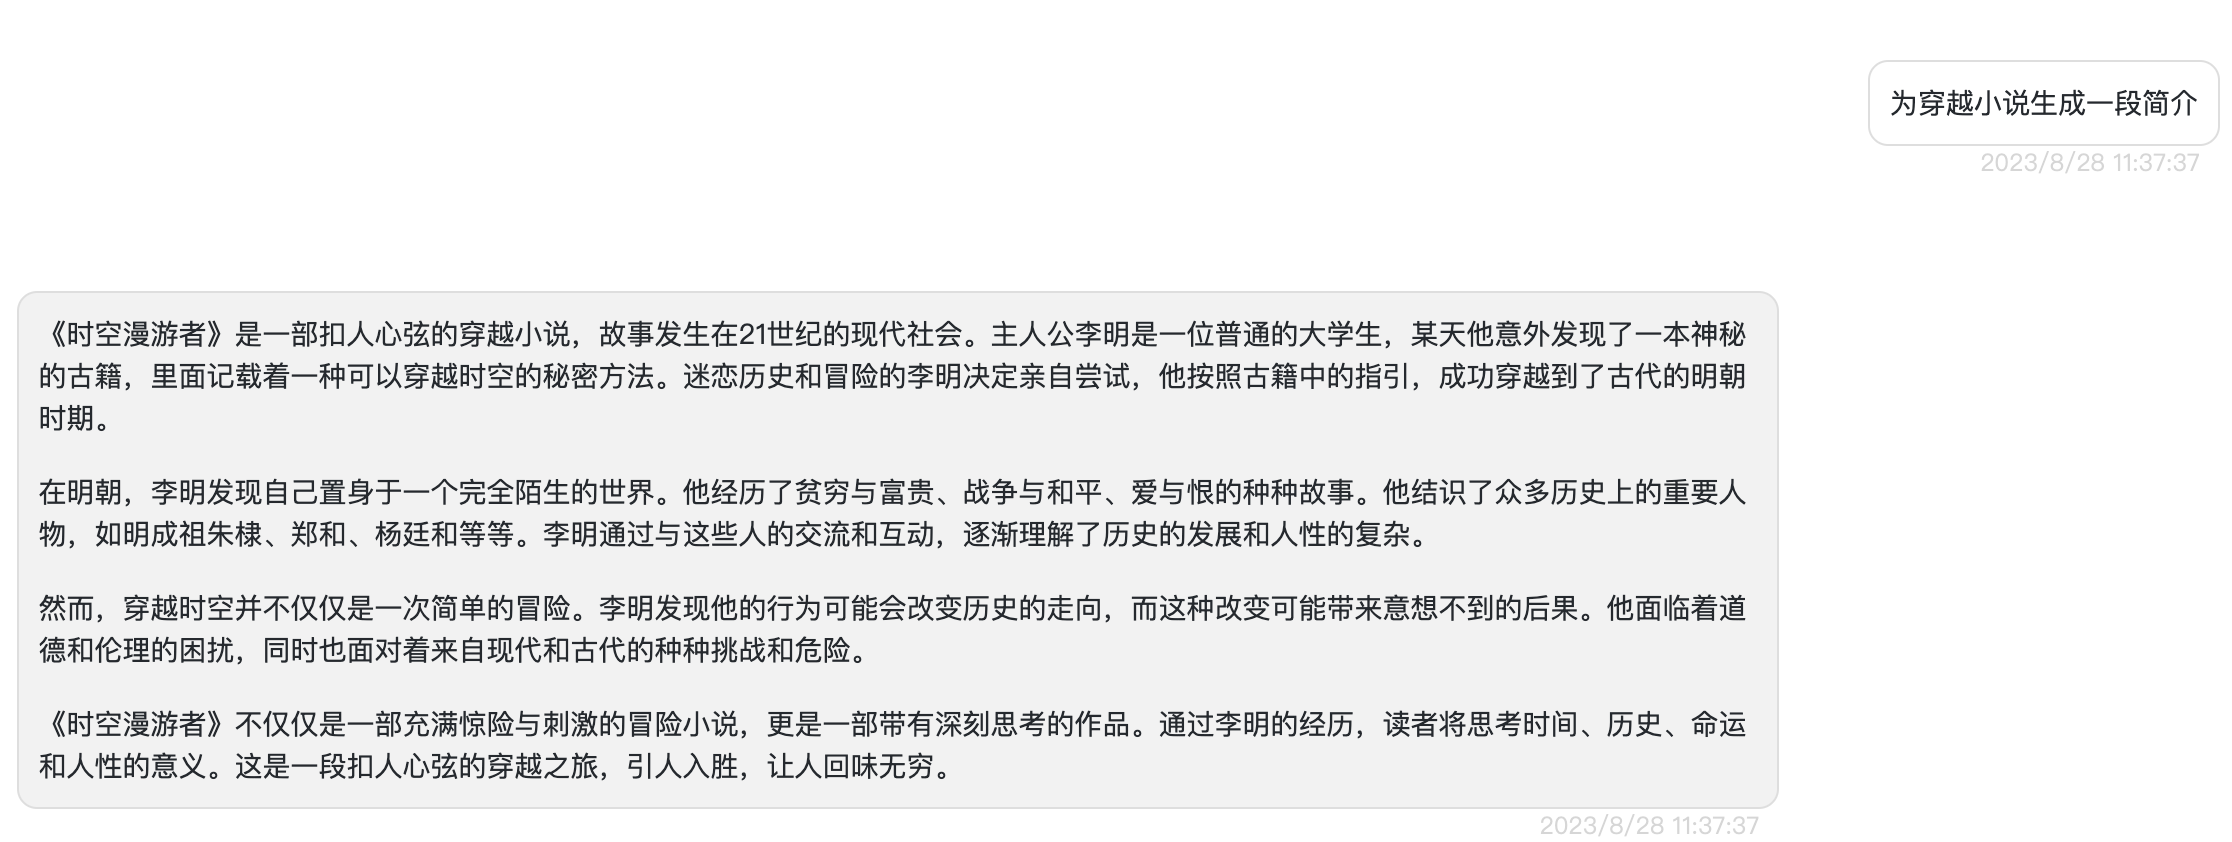 为穿越小说生成一段简介
2023/8/28 11:37:37
《时空漫游者》是一部扣人心弦的穿越小说，故事发生在21世纪的现代社会。主人公李明是一位普通的大学生，某天他意外发现了一本神秘
的古籍，里面记载着一种可以穿越时空的秘密方法。迷恋历史和冒险的李明决定亲自尝试，他按照古籍中的指引，成功穿越到了古代的明朝
时期。
在明朝，李明发现自己置身于一个完全陌生的世界。他经历了贫穷与富贵、战争与和平、爱与恨的种种故事。他结识了众多历史上的重要人
物，如明成祖朱棣、郑和、杨廷和等等。李明通过与这些人的交流和互动，逐渐理解了历史的发展和人性的复杂。
然而，穿越时空并不仅仅是一次简单的冒险。李明发现他的行为可能会改变历史的走向，而这种改变可能带来意想不到的后果。他面临着道
德和伦理的困扰，同时也面对着来自现代和古代的种种挑战和危险。
《时空漫游者》不仅仅是一部充满惊险与刺激的冒险小说，更是一部带有深刻思考的作品。通过李明的经历，读者将思考时间、历史、命运
和人性的意义。这是一段扣人心弦的穿越之旅，引人入胜，让人回味无穷。
2023/8/28 11:37:37